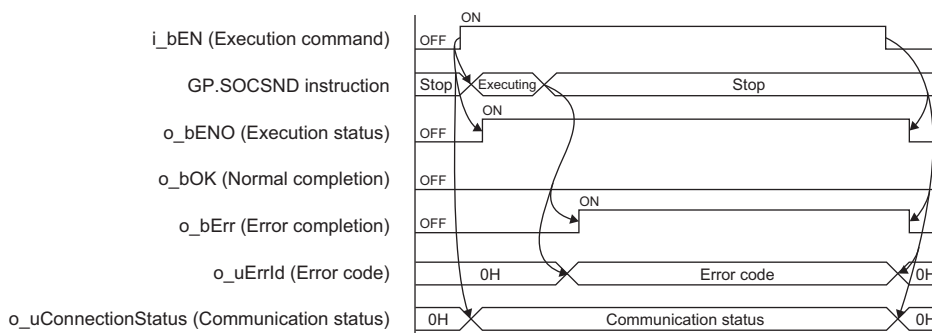 ON
i_bEN (Execution command) OFF
GP.SOCSND instruction Stop Executing Stop
ON
o_bENO (Execution status) OFF
o_bOK (Normal completion) OFF
ON
o_bErr (Error completion) OFF
o_uErrId (Error code) 0H Error code 0H
o_uConnectionStatus (Communication status) 0H Communication status 0H